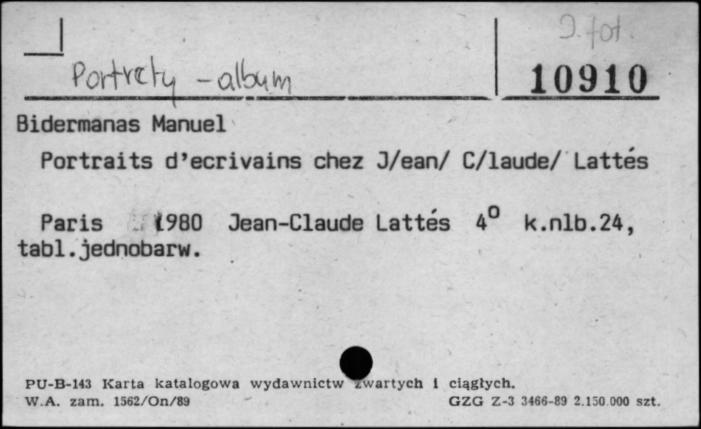 D. fot.
Portrety - album
10910
Bidermanas Manuel
Portraits d'ecrivains chez J/ean/ C/laude/ Lattés
Paris 1980 Jean-Claude Lattés 4° k.nlb.24,
tabl.jednobarw.
PU-B-143 Karta katalogowa wydawnictw zwartych i ciągłych.
W.A. zam. 1562/On/89 GZG Z-3 3466-89 2.150.000 szt.